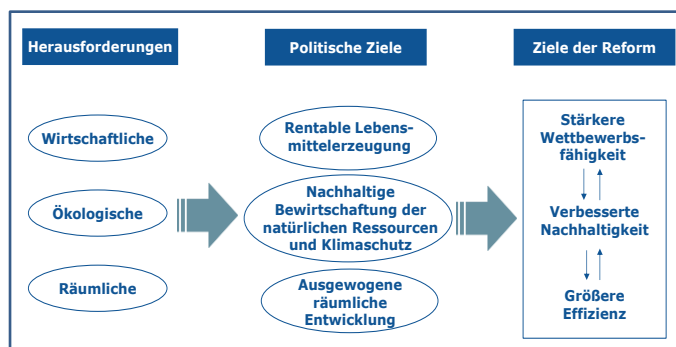 Herausforderungen
Politische Ziele
Ziele der Reform
Wirtschaftliche
Ökologische
Räumliche
Rentable Lebens-
mittelerzeugung
Nachhaltige
Bewirtschaftung der
natürlichen Ressourcen
und Klimaschutz
Ausgewogene
räumliche
Entwicklung
Stärkere
Wettbewerbs-
fähigkeit
Verbesserte
Nachhaltigkeit
Größere
Effizienz